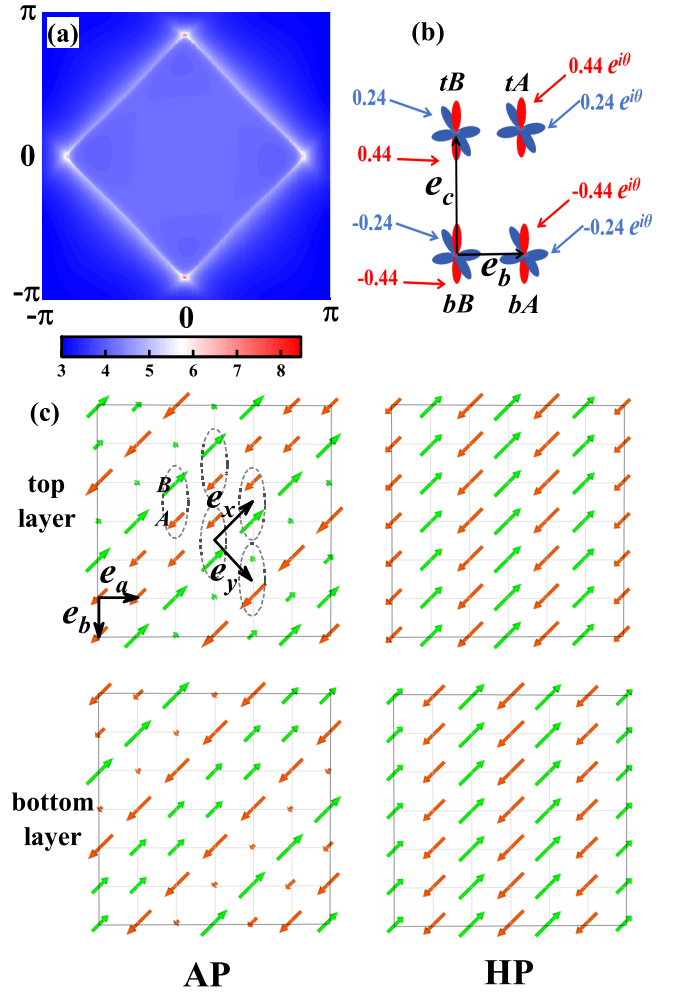 (a)
π
0
-π
-π
0
π
3 4 5 6 7 8
(b)
tB tA
0.44 e^{iθ}
0.24
0.24 e^{iθ}
0.44
e_c
-0.44 e^{iθ}
-0.24
-0.24 e^{iθ}
e_b
-0.44
bB bA
(c)
top
layer
B
A
e_x
e_y
e_a
e_b
bottom
layer
AP HP